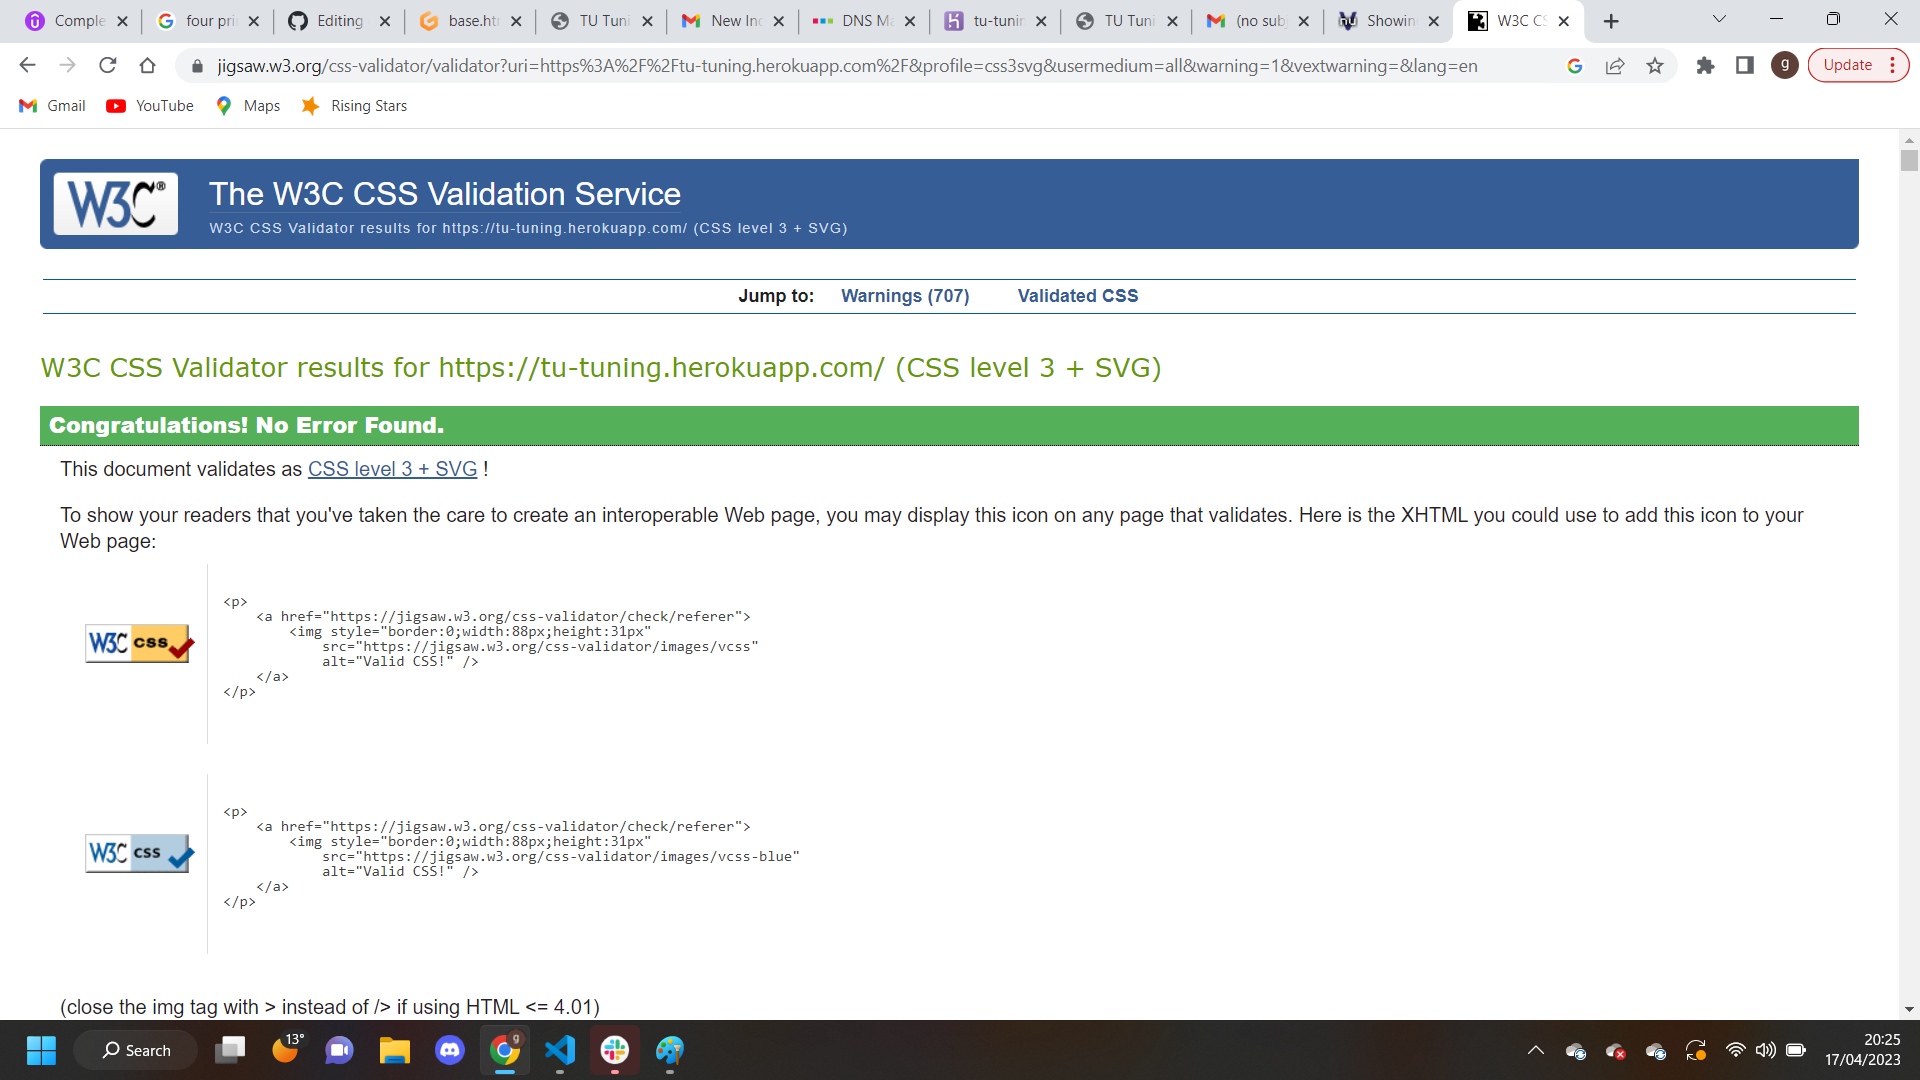 Comple
four pri
Editing
base.ht
TU Tuni
New Inc
DNS Ma
tu-tunin
TU Tuni
(no sub
Showin
W3C CS
jigsaw.w3.org/css-validator/validator?uri=https%3A%2F%2Ftu-tuning.herokuapp.com%2F&profile=css3svg&usermedium=all&warning=1&vextwarning=&lang=en
g
Update
Gmail
YouTube
Maps
Rising Stars
W3C®
The W3C CSS Validation Service
W3C CSS Validator results for https://tu-tuning.herokuapp.com/ (CSS level 3 + SVG)
Jump to: Warnings (707) Validated CSS
W3C CSS Validator results for https://tu-tuning.herokuapp.com/ (CSS level 3 + SVG)
Congratulations! No Error Found.
This document validates as CSS level 3 + SVG !
To show your readers that you've taken the care to create an interoperable Web page, you may display this icon on any page that validates. Here is the XHTML you could use to add this icon to your
Web page:
W3C css
<p>
<a href="https://jigsaw.w3.org/css-validator/check/referer">
<img style="border:0;width:88px;height:31px"
src="https://jigsaw.w3.org/css-validator/images/vcss"
alt="Valid CSS!" />
</a>
</p>
W3C css
<p>
<a href="https://jigsaw.w3.org/css-validator/check/referer">
<img style="border:0;width:88px;height:31px"
src="https://jigsaw.w3.org/css-validator/images/vcss-blue"
alt="Valid CSS!" />
</a>
</p>
(close the img tag with > instead of /> if using HTML <= 4.01)
Search
13°
g
20:25
17/04/2023